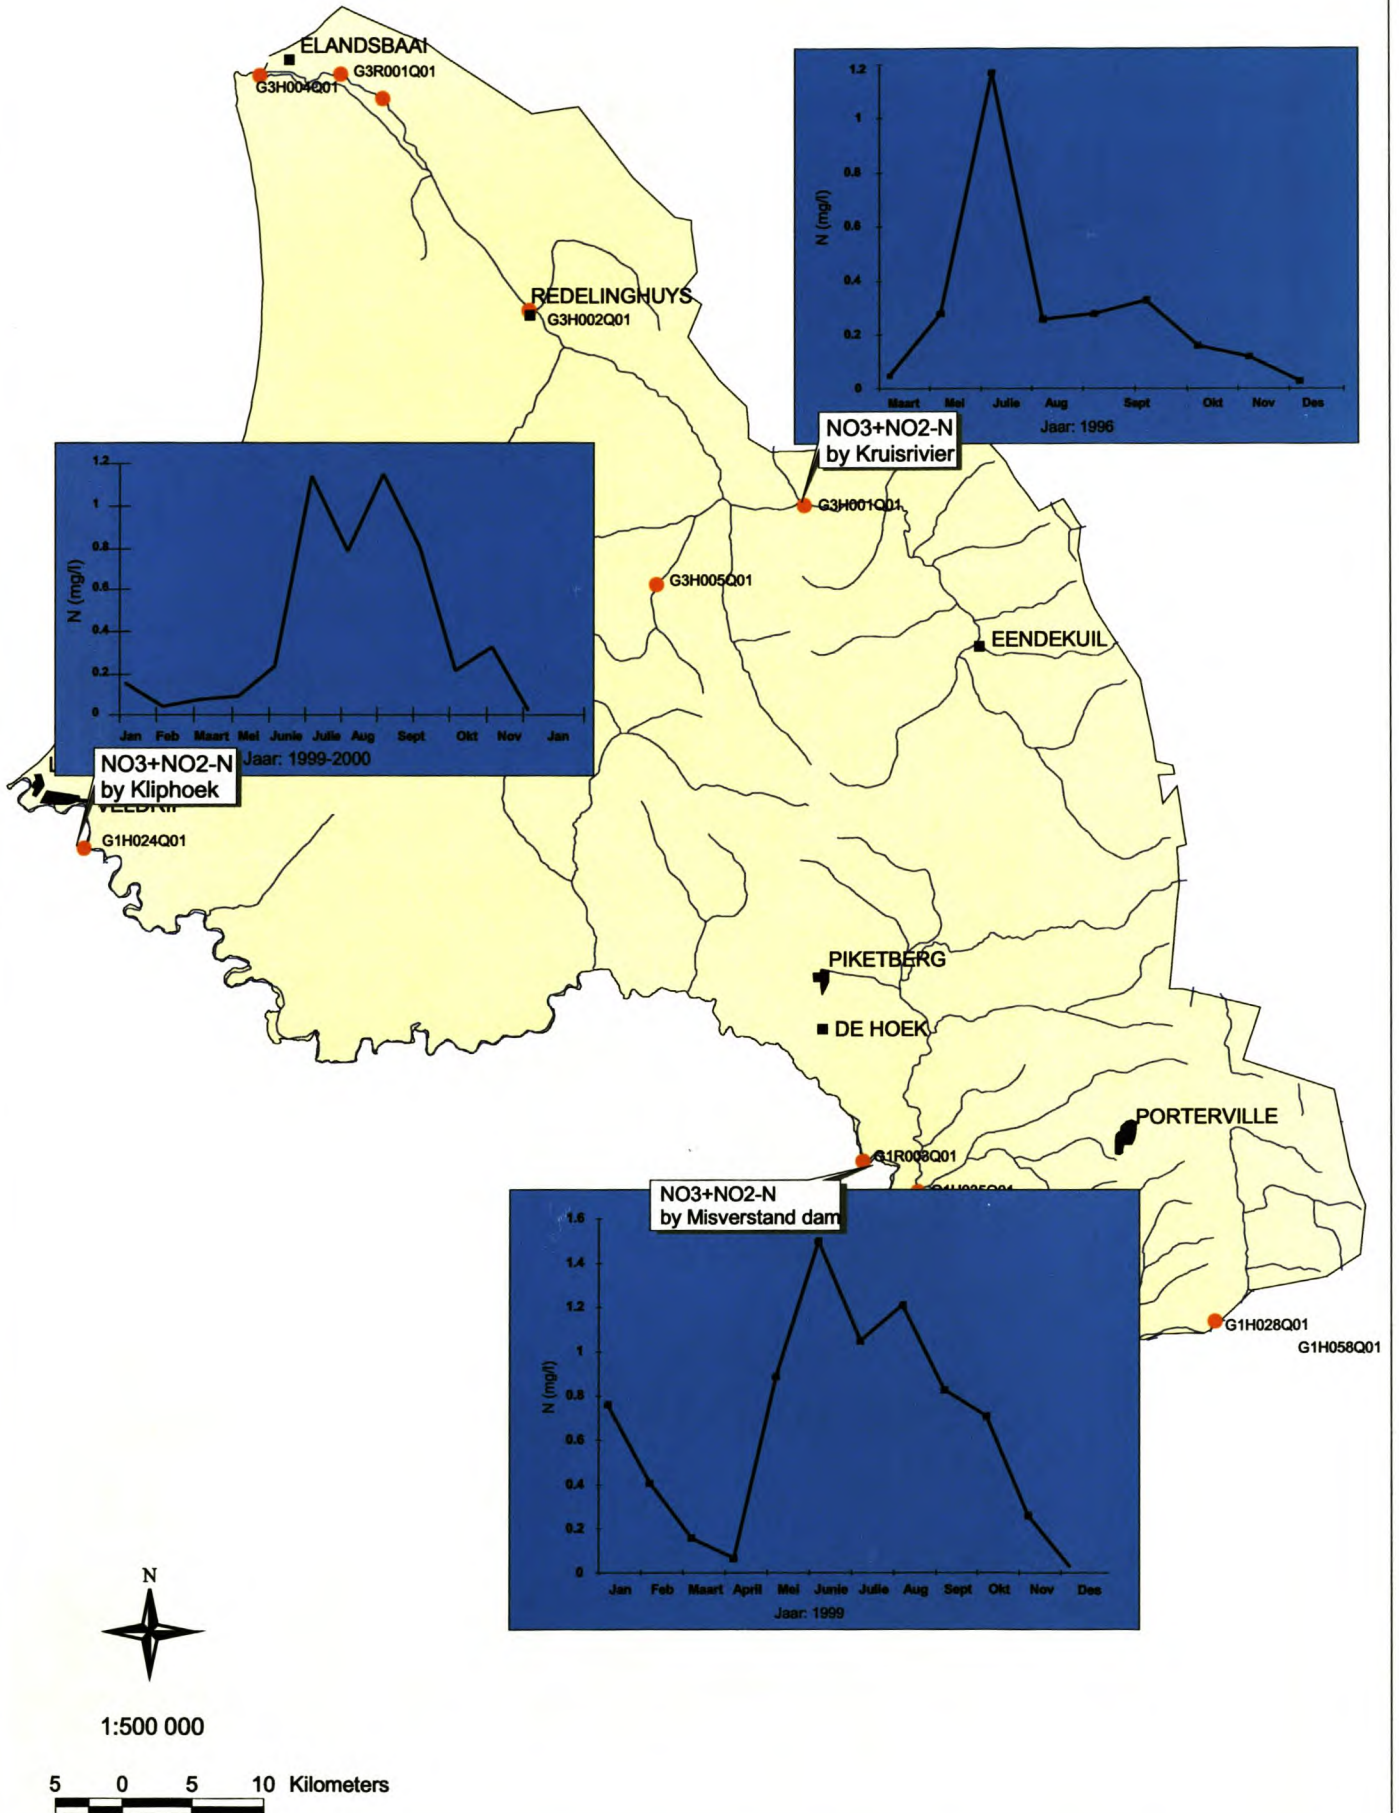 ELANDSBAAI
G3R001Q01
G3H004Q01
REDELINGHUYS
G3H002Q01
1.2
1
0.8
0.6
0.4
0.2
0
N (mg/l)
Maart Mei Julie Aug Sept Okt Nov Des
Jaar: 1996
NO3+NO2-N
by Kruisrivier
G3H001Q01
G3H005Q01
EENDEKUIL
1.2
1
0.8
0.6
0.4
0.2
0
N (mg/l)
Jan Feb Maart Mei Junie Julie Aug Sept Okt Nov Jan
Jaar: 1999-2000
NO3+NO2-N
by Kliphoek
G1H024Q01
PIKETBERG
DE HOEK
PORTERVILLE
G1R003Q01
NO3+NO2-N
by Misverstand dam
1.6
1.4
1.2
1
0.8
0.6
0.4
0.2
0
N (mg/l)
Jan Feb Maart April Mei Junie Julie Aug Sept Okt Nov Des
Jaar: 1999
G1H028Q01
G1H058Q01
N
1:500 000
5 0 5 10 Kilometers